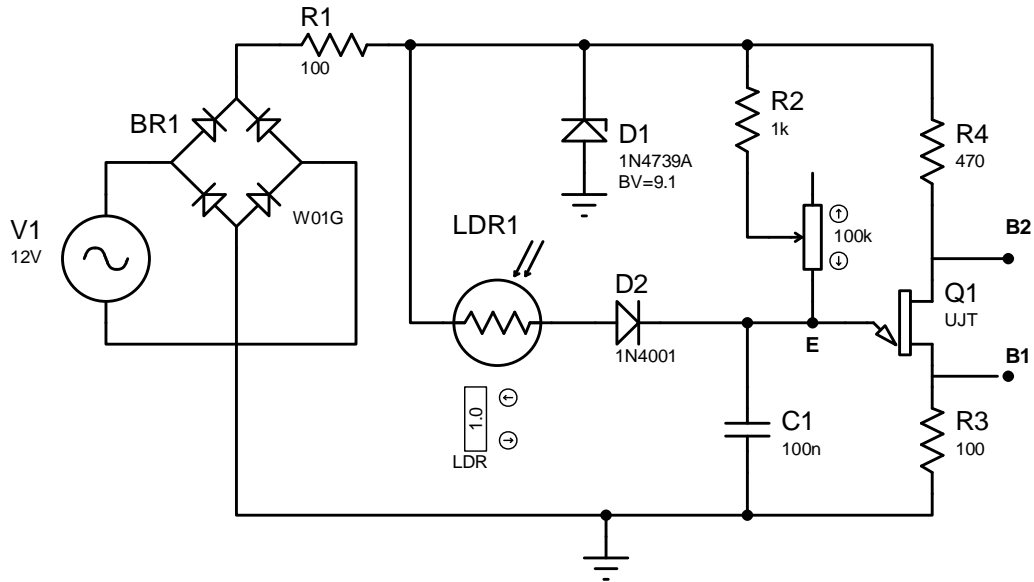 R1
100
BR1
W01G
V1
12V
LDR1
1.0
LDR
D1
1N4739A
BV=9.1
D2
1N4001
R2
1k
100k
E
C1
100n
R4
470
B2
Q1
UJT
B1
R3
100